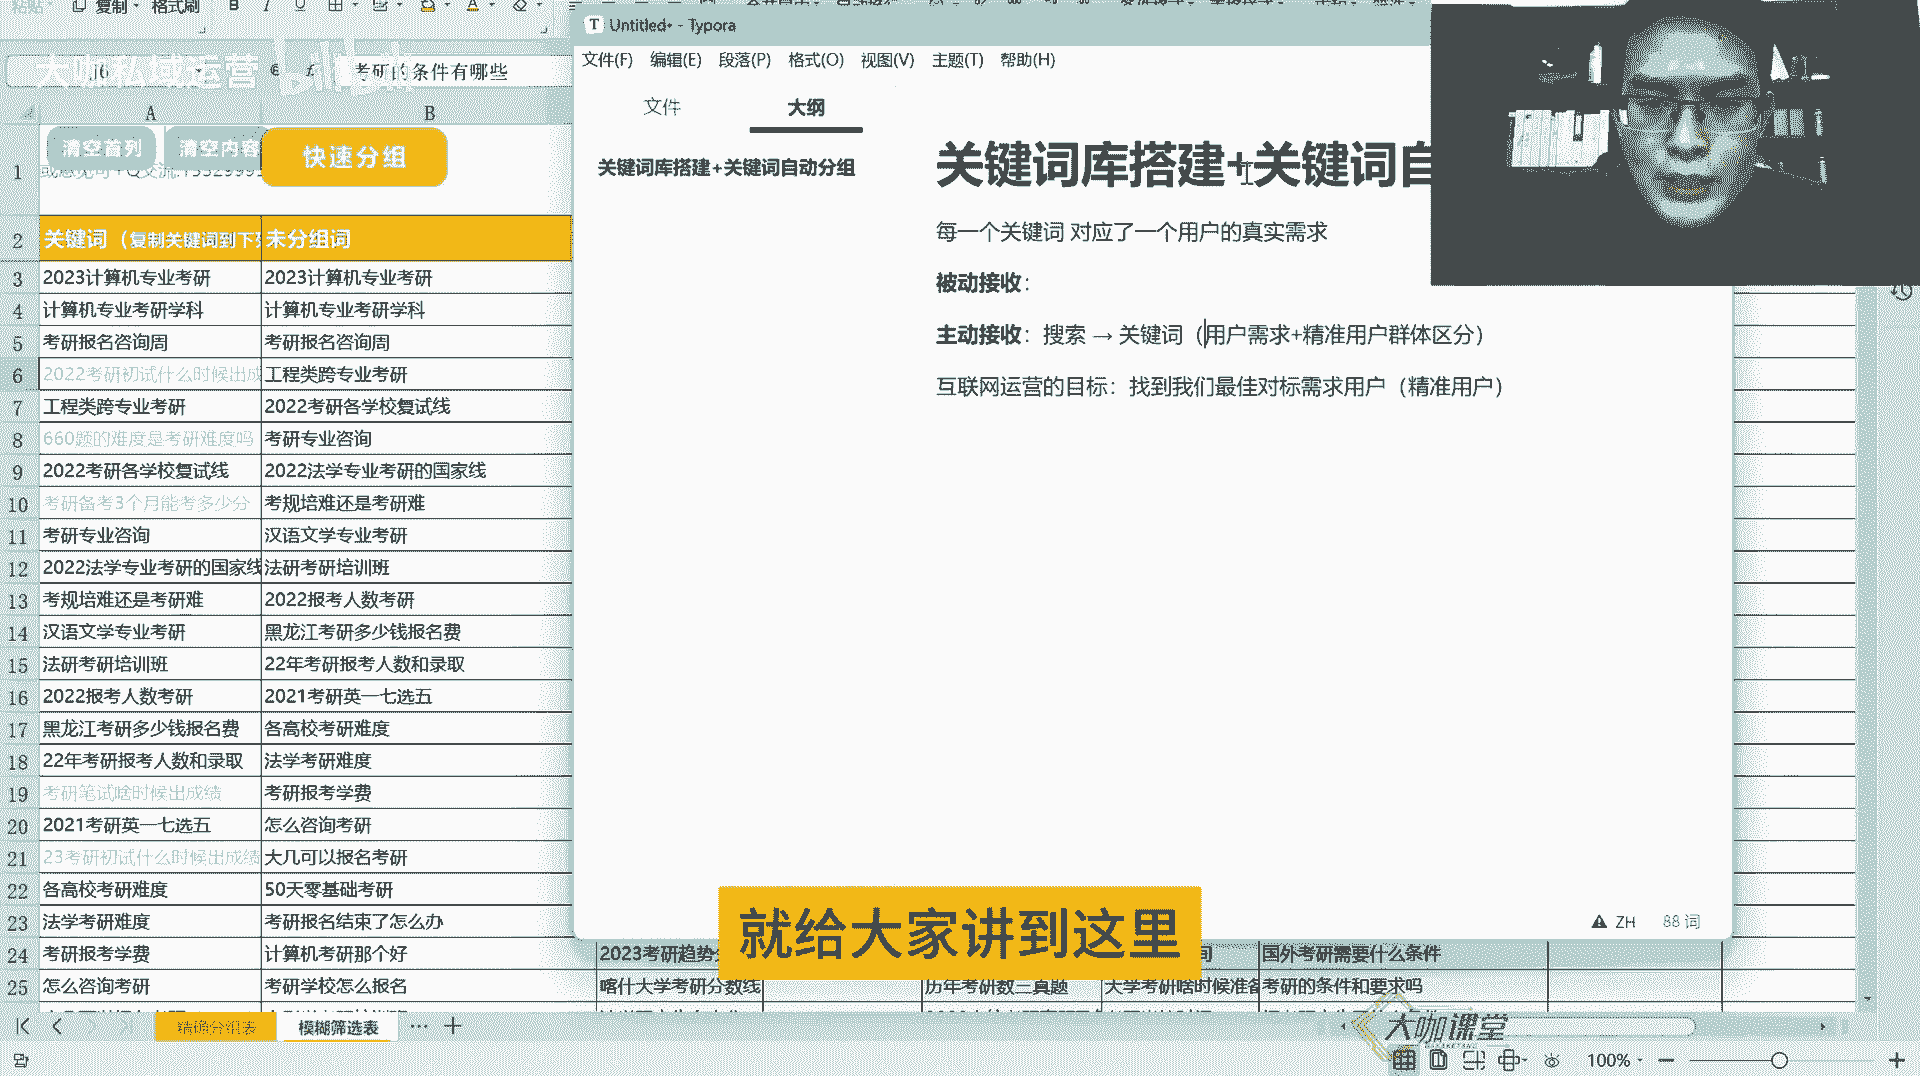 复制 格式刷 B I U A
大咖私域运营 bilibili
考研的条件有哪些
A B
清空首列 清空内容 快速分组
1
2 关键词（复制关键词到下 未分组词
3 2023计算机专业考研 2023计算机专业考研
4 计算机专业考研学科 计算机专业考研学科
5 考研报名咨询周 考研报名咨询周
6 2022考研初试什么时候出成 工程类跨专业考研
7 工程类跨专业考研 2022考研各学校复试线
8 660题的难度是考研难度吗 考研专业咨询
9 2022考研各学校复试线 2022法学专业考研的国家线
10 考研备考3个月能考多少分 考规培难还是考研难
11 考研专业咨询 汉语文学专业考研
12 2022法学专业考研的国家线 法研考研培训班
13 考规培难还是考研难 2022报考人数考研
14 汉语文学专业考研 黑龙江考研多少钱报名费
15 法研考研培训班 22年考研报考人数和录取
16 2022报考人数考研 2021考研英一七选五
17 黑龙江考研多少钱报名费 各高校考研难度
18 22年考研报考人数和录取 法学考研难度
19 考研笔试啥时候出成绩 考研报考学费
20 2021考研英一七选五 怎么咨询考研
21 23考研初试什么时候出成绩 大几可以报名考研
22 各高校考研难度 50天零基础考研
23 法学考研难度 考研报名结束了怎么办
24 考研报考学费 计算机考研那个好 2023考研趋势 间 国外考研需要什么条件
25 怎么咨询考研 考研学校怎么报名 喀什大学考研分数线 历年考研数三真题 大学考研啥时候准备 考研的条件和要求吗
精确分组表 模糊筛选表 ··· +
T Untitled• - Typora
文件(F) 编辑(E) 段落(P) 格式(O) 视图(V) 主题(T) 帮助(H)
文件 大纲
关键词库搭建+关键词自动分组
关键词库搭建+关键词自
每一个关键词 对应了一个用户的真实需求
被动接收：
主动接收：搜索 → 关键词（用户需求+精准用户群体区分）
互联网运营的目标：找到我们最佳对标需求用户（精准用户）
ZH 88 词
就给大家讲到这里
大咖课堂
100%